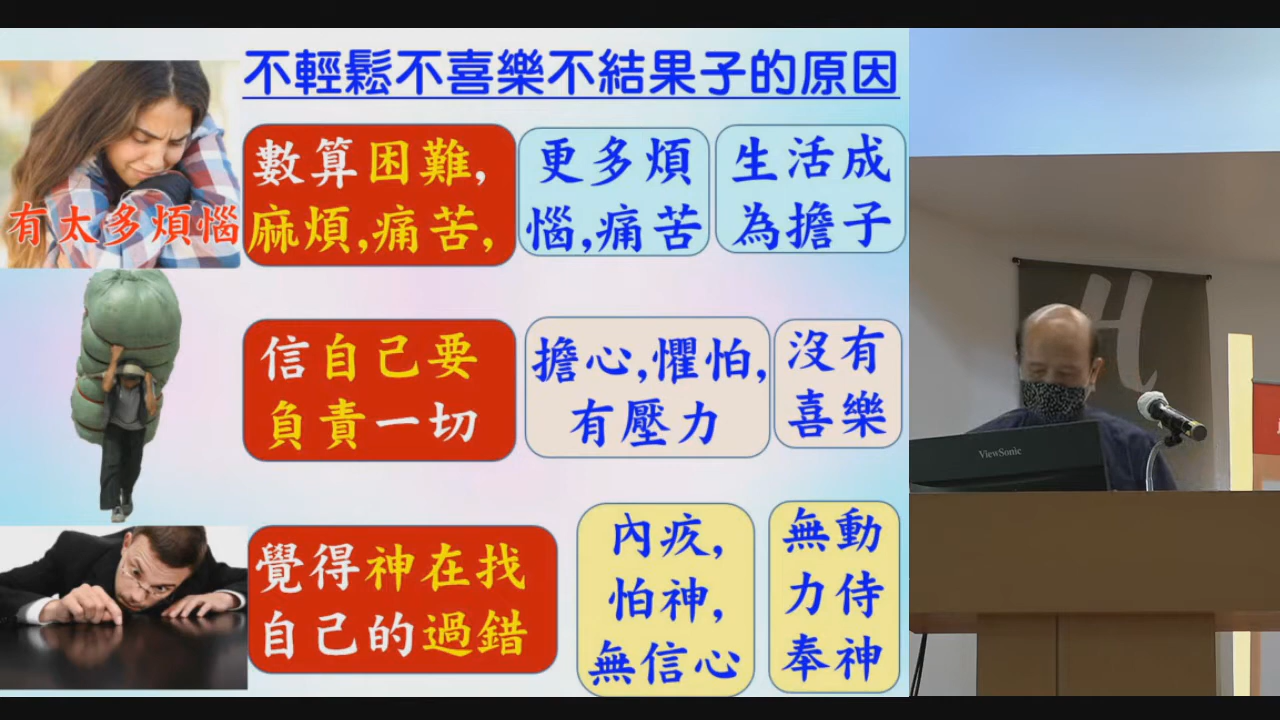 不輕鬆不喜樂不結果子的原因
有太多煩惱
數算困難,
麻煩,痛苦,
更多煩
惱,痛苦
生活成
為擔子
信自己要
負責一切
擔心,懼怕,
有壓力
沒有
喜樂
覺得神在找
自己的過錯
內疚,
怕神,
無信心
無動
力侍
奉神
H
ViewSonic